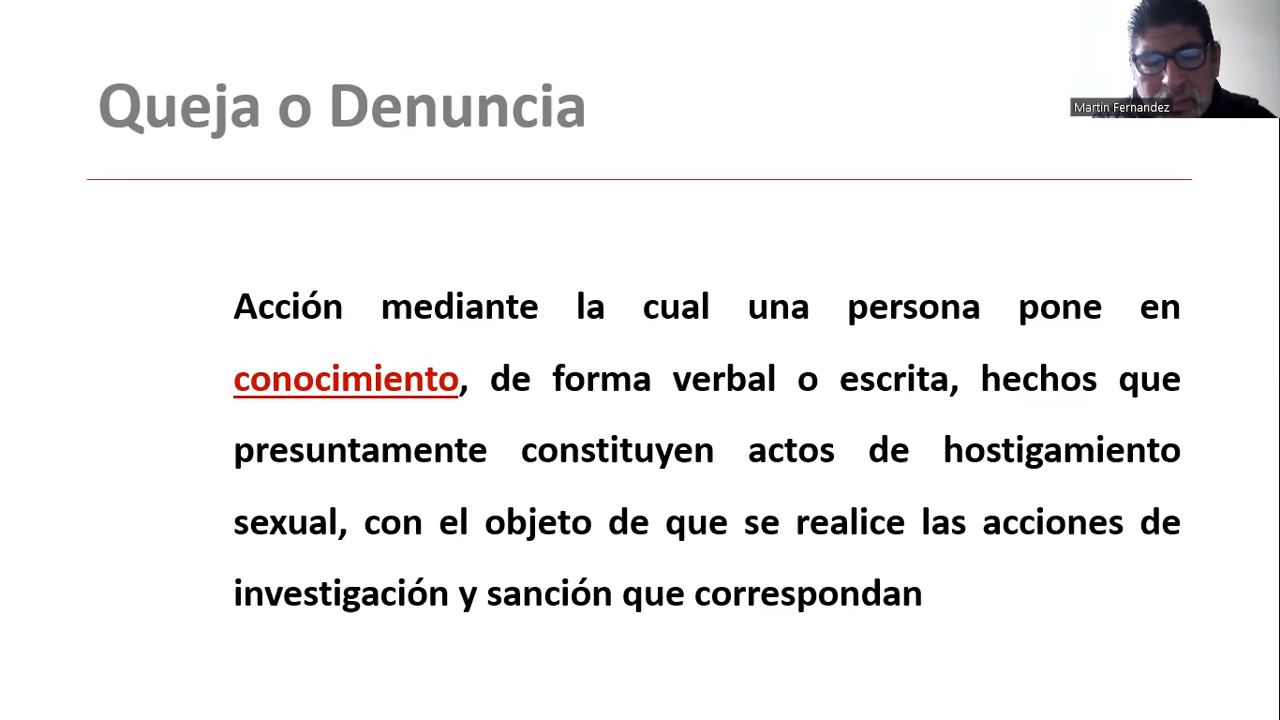 Queja o Denuncia
Martin Fernandez
Acción mediante la cual una persona pone en
conocimiento, de forma verbal o escrita, hechos que
presuntamente constituyen actos de hostigamiento
sexual, con el objeto de que se realice las acciones de
investigación y sanción que correspondan